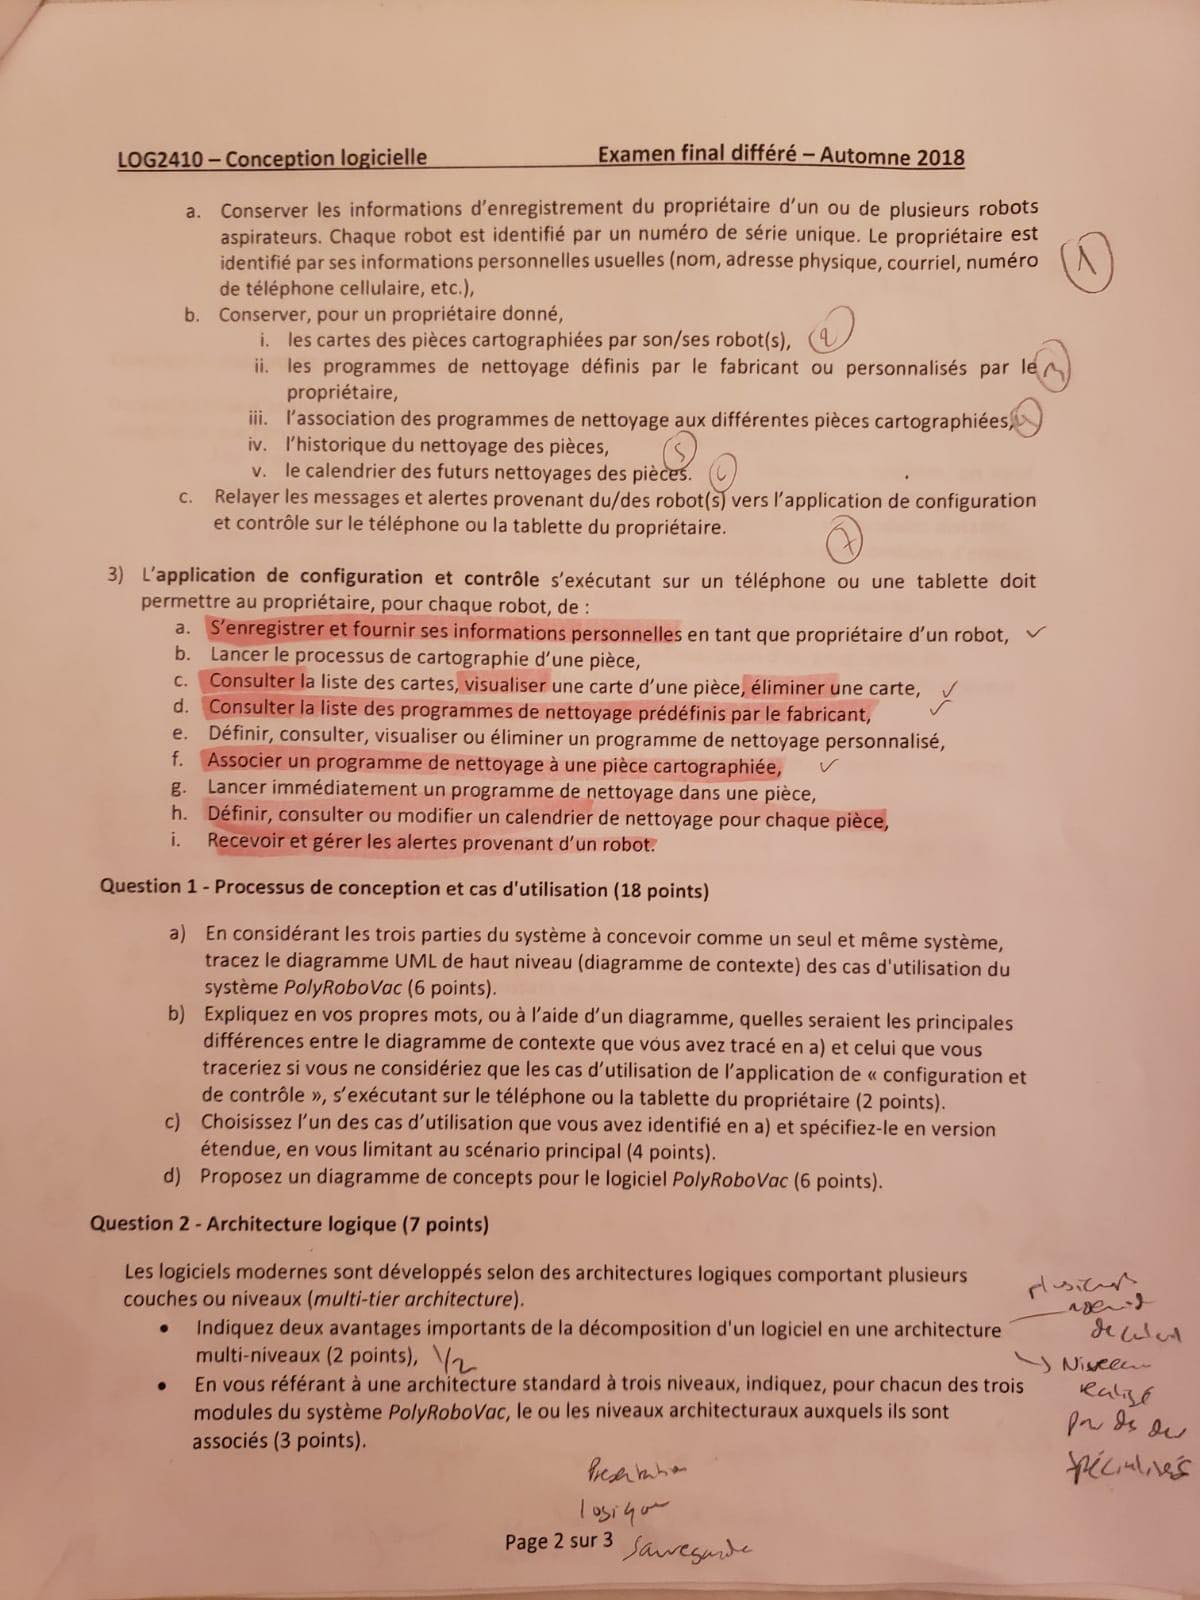 LOG2410 – Conception logicielle Examen final différé – Automne 2018
a. Conserver les informations d'enregistrement du propriétaire d'un ou de plusieurs robots
aspirateurs. Chaque robot est identifié par un numéro de série unique. Le propriétaire est
identifié par ses informations personnelles usuelles (nom, adresse physique, courriel, numéro
de téléphone cellulaire, etc.),
1
b. Conserver, pour un propriétaire donné,
i. les cartes des pièces cartographiées par son/ses robot(s), 2
ii. les programmes de nettoyage définis par le fabricant ou personnalisés par le 3
propriétaire,
iii. l'association des programmes de nettoyage aux différentes pièces cartographiées, 4
iv. l'historique du nettoyage des pièces, 5
v. le calendrier des futurs nettoyages des pièces. 6
c. Relayer les messages et alertes provenant du/des robot(s) vers l'application de configuration
et contrôle sur le téléphone ou la tablette du propriétaire.
7
3) L'application de configuration et contrôle s'exécutant sur un téléphone ou une tablette doit
permettre au propriétaire, pour chaque robot, de :
a. S'enregistrer et fournir ses informations personnelles en tant que propriétaire d'un robot, ✓
b. Lancer le processus de cartographie d'une pièce,
c. Consulter la liste des cartes, visualiser une carte d'une pièce, éliminer une carte, ✓
d. Consulter la liste des programmes de nettoyage prédéfinis par le fabricant, ✓
e. Définir, consulter, visualiser ou éliminer un programme de nettoyage personnalisé,
f. Associer un programme de nettoyage à une pièce cartographiée, ✓
g. Lancer immédiatement un programme de nettoyage dans une pièce,
h. Définir, consulter ou modifier un calendrier de nettoyage pour chaque pièce,
i. Recevoir et gérer les alertes provenant d'un robot.
Question 1 - Processus de conception et cas d'utilisation (18 points)
a) En considérant les trois parties du système à concevoir comme un seul et même système,
tracez le diagramme UML de haut niveau (diagramme de contexte) des cas d'utilisation du
système PolyRoboVac (6 points).
b) Expliquez en vos propres mots, ou à l'aide d'un diagramme, quelles seraient les principales
différences entre le diagramme de contexte que vous avez tracé en a) et celui que vous
traceriez si vous ne considériez que les cas d'utilisation de l'application de « configuration et
de contrôle », s'exécutant sur le téléphone ou la tablette du propriétaire (2 points).
c) Choisissez l'un des cas d'utilisation que vous avez identifié en a) et spécifiez-le en version
étendue, en vous limitant au scénario principal (4 points).
d) Proposez un diagramme de concepts pour le logiciel PolyRoboVac (6 points).
Question 2 - Architecture logique (7 points)
Les logiciels modernes sont développés selon des architectures logiques comportant plusieurs
couches ou niveaux (multi-tier architecture).
• Indiquez deux avantages importants de la décomposition d'un logiciel en une architecture
multi-niveaux (2 points), 1/2
• En vous référant à une architecture standard à trois niveaux, indiquez, pour chacun des trois
modules du système PolyRoboVac, le ou les niveaux architecturaux auxquels ils sont
associés (3 points).
plusieurs
de calcul
Niveau
réalisé
par des
spécialisés
Presentation
logique
Page 2 sur 3
Sauvegarde